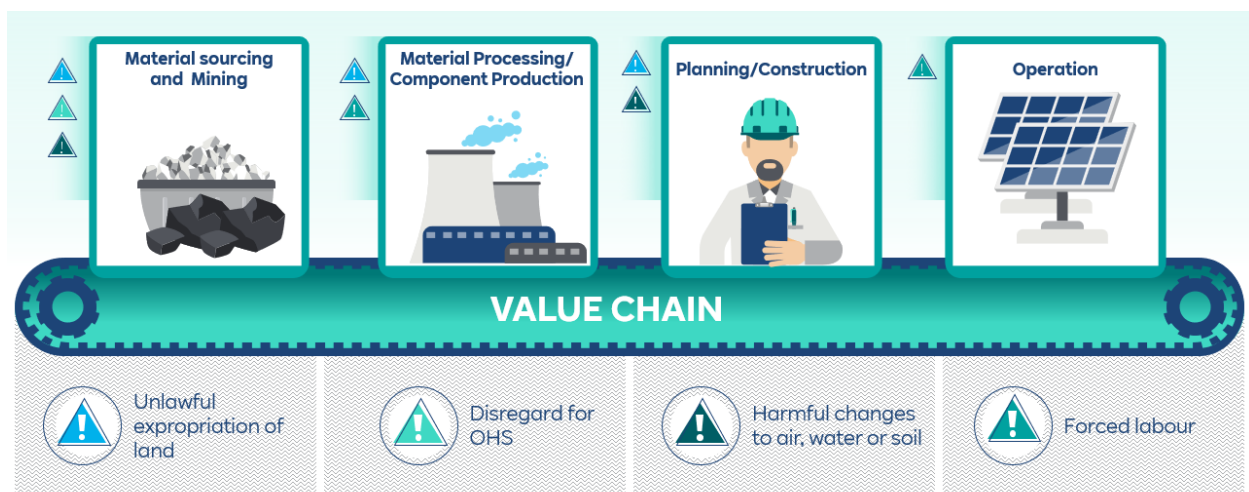 Material sourcing
and Mining
Material Processing/
Component Production
Planning/Construction
Operation
VALUE CHAIN
Unlawful
expropriation of
land
Disregard for
OHS
Harmful changes
to air, water or soil
Forced labour